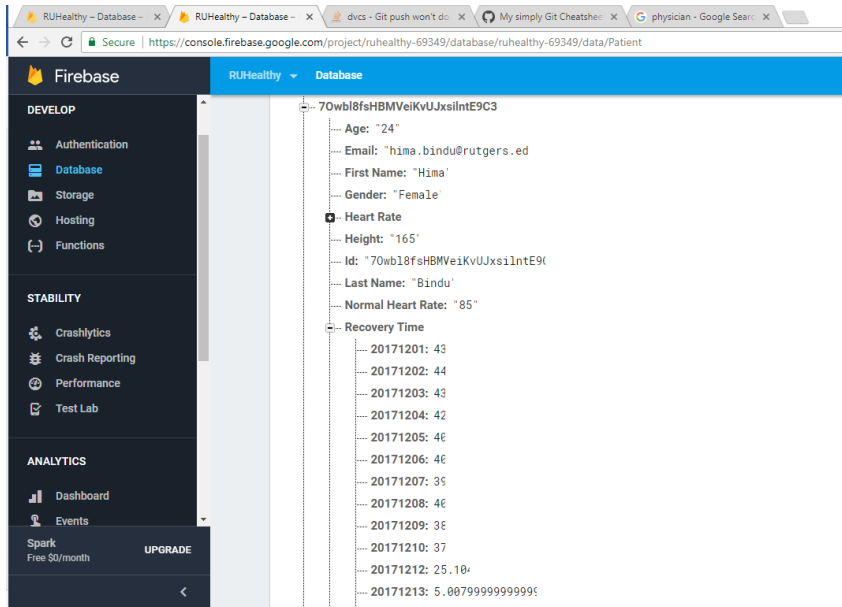 RUHealthy – Database –
RUHealthy – Database –
dvcs - Git push won't do
My simply Git Cheatshee
physician - Google Searc
Secure | https://console.firebase.google.com/project/ruhealthy-69349/database/ruhealthy-69349/data/Patient
Firebase
RUHealthy Database
DEVELOP
Authentication
Database
Storage
Hosting
Functions
STABILITY
Crashlytics
Crash Reporting
Performance
Test Lab
ANALYTICS
Dashboard
Events
Spark
Free $0/month
UPGRADE
7Owbl8fsHBMVeiKvUJxsilntE9C3
Age: "24"
Email: "hima.bindu@rutgers.ed
First Name: "Hima'
Gender: "Female'
Heart Rate
Height: "165'
Id: "7Owbl8fsHBMVeiKvUJxsilntE9(
Last Name: "Bindu'
Normal Heart Rate: "85"
Recovery Time
20171201: 43
20171202: 44
20171203: 43
20171204: 42
20171205: 40
20171206: 40
20171207: 39
20171208: 40
20171209: 38
20171210: 37
20171212: 25.104
20171213: 5.0079999999999